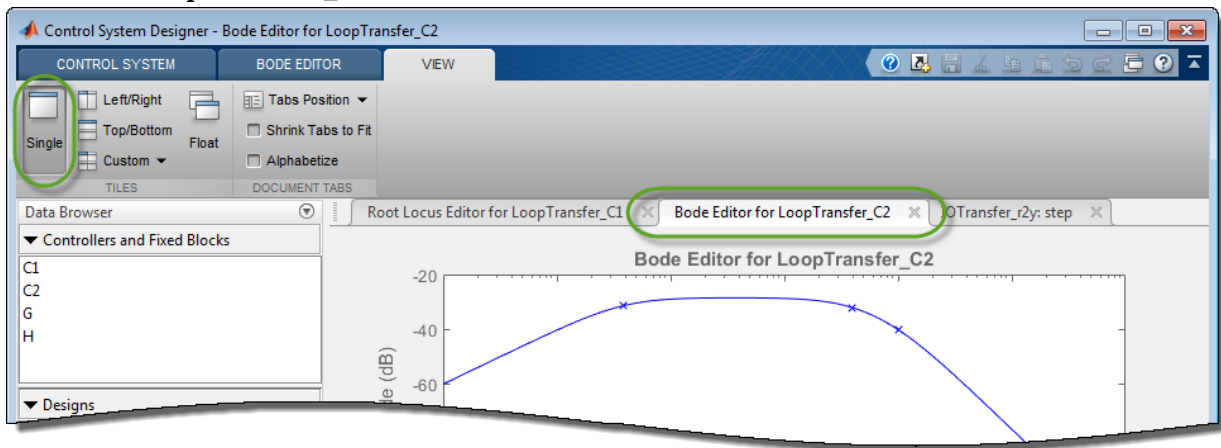 Control System Designer - Bode Editor for LoopTransfer_C2
CONTROL SYSTEM BODE EDITOR VIEW
Single
Left/Right
Top/Bottom
Custom
Float
TILES
Tabs Position
Shrink Tabs to Fit
Alphabetize
DOCUMENT TABS
Data Browser
Root Locus Editor for LoopTransfer_C1 Bode Editor for LoopTransfer_C2 IOTransfer_r2y: step
Controllers and Fixed Blocks
C1
C2
G
H
Designs
Bode Editor for LoopTransfer_C2
-20
-40
-60
(dB)